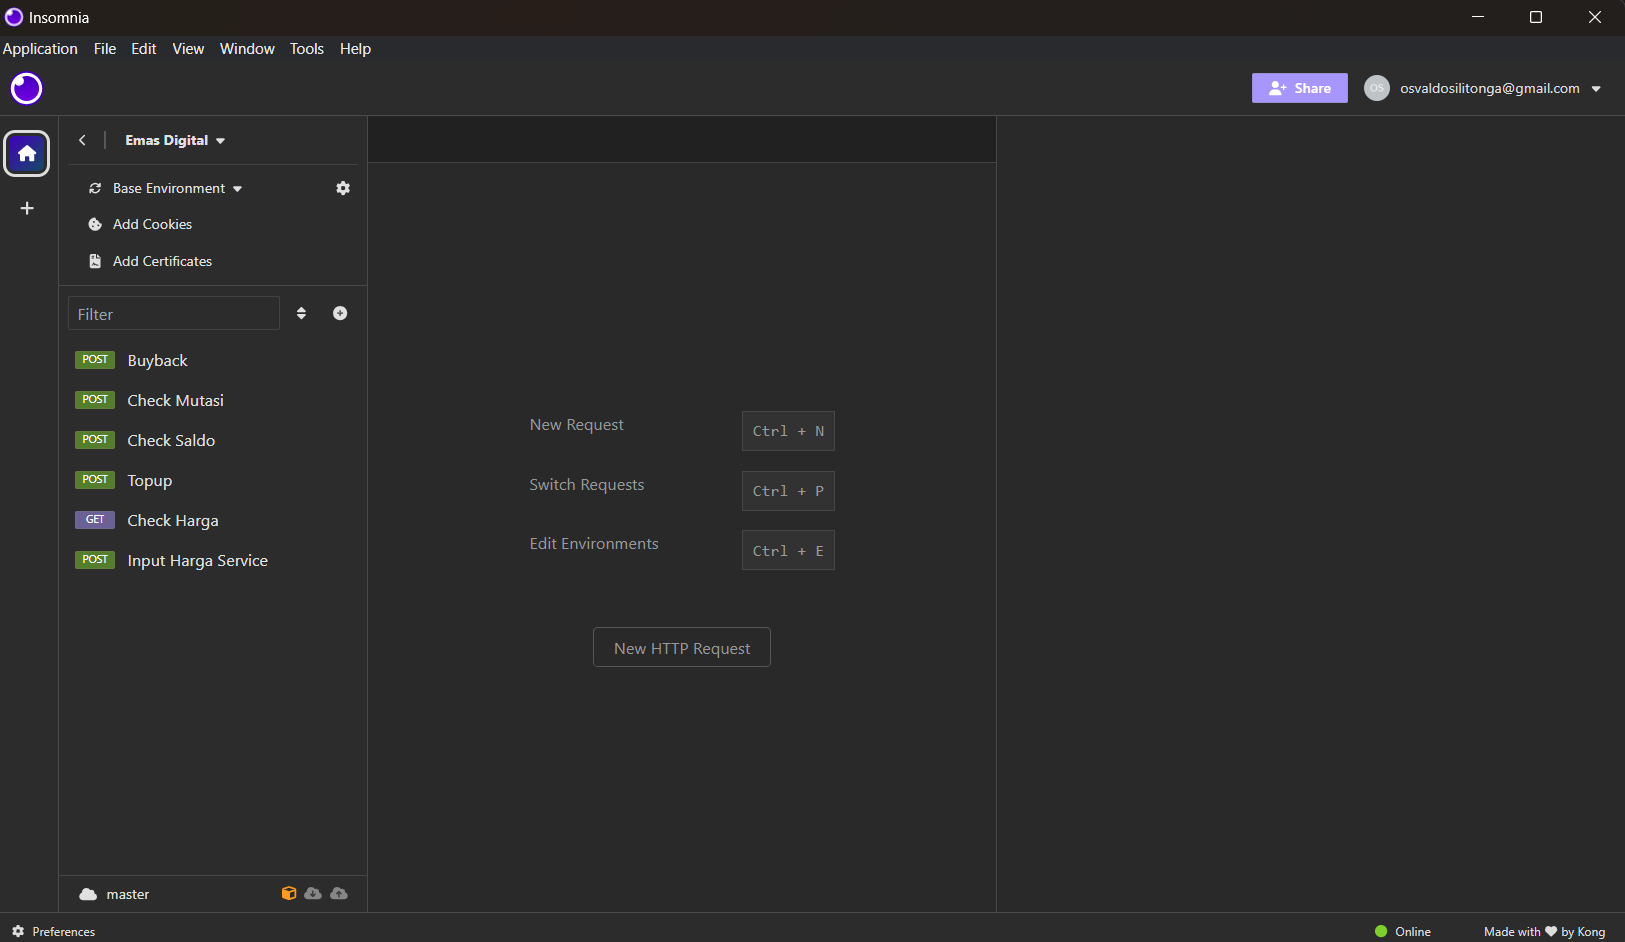 Insomnia
Application File Edit View Window Tools Help
Share OS osvaldosilitonga@gmail.com
Emas Digital
Base Environment
Add Cookies
Add Certificates
Filter
POST Buyback
POST Check Mutasi
POST Check Saldo
POST Topup
GET Check Harga
POST Input Harga Service
New Request Ctrl + N
Switch Requests Ctrl + P
Edit Environments Ctrl + E
New HTTP Request
master
Preferences
Online
Made with ❤ by Kong